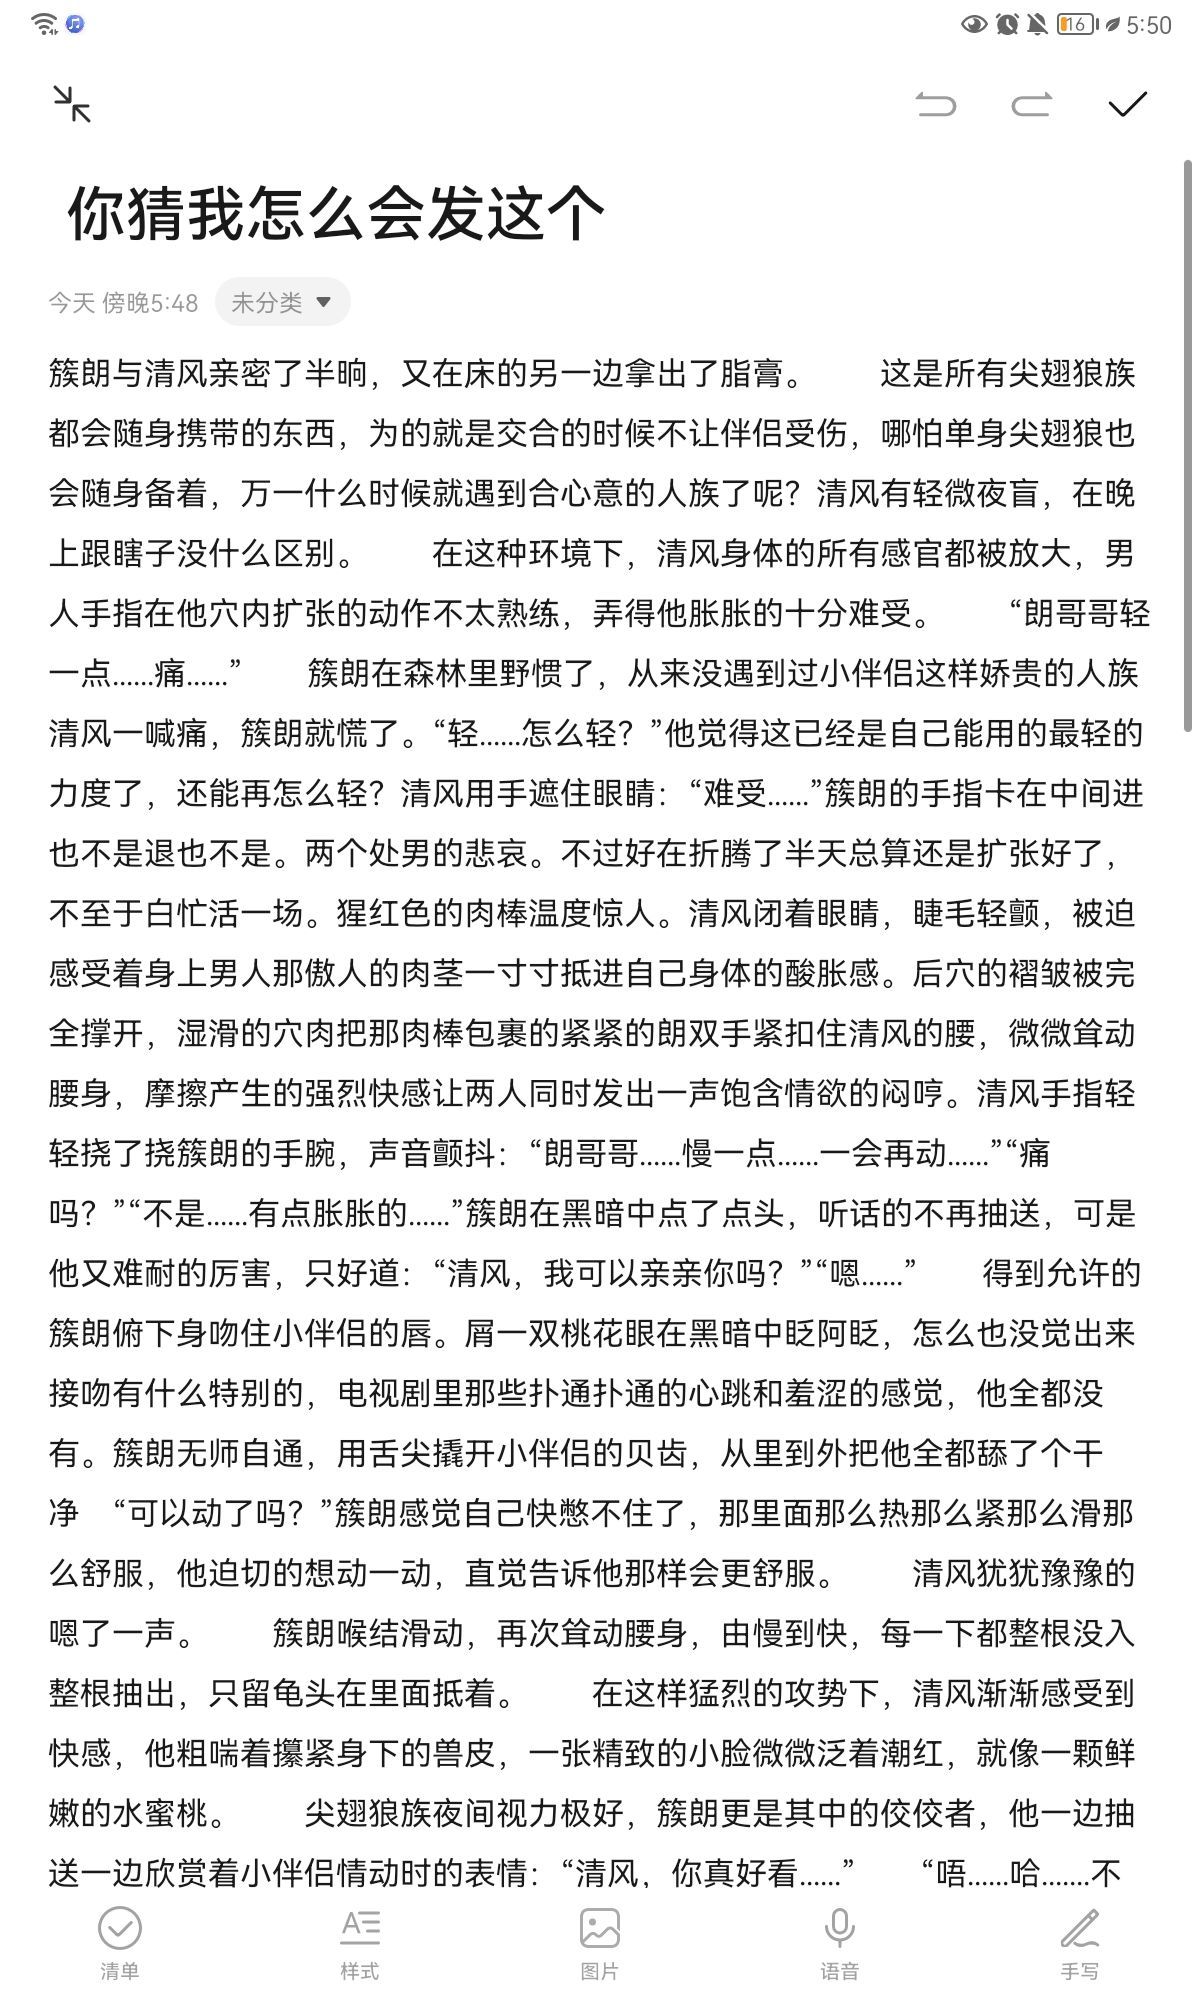 16 5:50
你猜我怎么会发这个
今天 傍晚5:48 未分类
簇朗与清风亲密了半晌，又在床的另一边拿出了脂膏。　　这是所有尖翅狼族
都会随身携带的东西，为的就是交合的时候不让伴侣受伤，哪怕单身尖翅狼也
会随身备着，万一什么时候就遇到合心意的人族了呢？清风有轻微夜盲，在晚
上跟瞎子没什么区别。　　在这种环境下，清风身体的所有感官都被放大，男
人手指在他穴内扩张的动作不太熟练，弄得他胀胀的十分难受。　　“朗哥哥轻
一点......痛......”　　簇朗在森林里野惯了，从来没遇到过小伴侣这样娇贵的人族
清风一喊痛，簇朗就慌了。“轻......怎么轻？”他觉得这已经是自己能用的最轻的
力度了，还能再怎么轻？清风用手遮住眼睛：“难受......”簇朗的手指卡在中间进
也不是退也不是。两个处男的悲哀。不过好在折腾了半天总算还是扩张好了，
不至于白忙活一场。猩红色的肉棒温度惊人。清风闭着眼睛，睫毛轻颤，被迫
感受着身上男人那傲人的肉茎一寸寸抵进自己身体的酸胀感。后穴的褶皱被完
全撑开，湿滑的穴肉把那肉棒包裹的紧紧的朗双手紧扣住清风的腰，微微耸动
腰身，摩擦产生的强烈快感让两人同时发出一声饱含情欲的闷哼。清风手指轻
轻挠了挠簇朗的手腕，声音颤抖：“朗哥哥......慢一点......一会再动......”“痛
吗？”“不是......有点胀胀的......”簇朗在黑暗中点了点头，听话的不再抽送，可是
他又难耐的厉害，只好道：“清风，我可以亲亲你吗？”“嗯......”　　得到允许的
簇朗俯下身吻住小伴侣的唇。屑一双桃花眼在黑暗中眨阿眨，怎么也没觉出来
接吻有什么特别的，电视剧里那些扑通扑通的心跳和羞涩的感觉，他全都没
有。簇朗无师自通，用舌尖撬开小伴侣的贝齿，从里到外把他全都舔了个干
净　“可以动了吗？”簇朗感觉自己快憋不住了，那里面那么热那么紧那么滑那
么舒服，他迫切的想动一动，直觉告诉他那样会更舒服。　　清风犹犹豫豫的
嗯了一声。　　簇朗喉结滑动，再次耸动腰身，由慢到快，每一下都整根没入
整根抽出，只留龟头在里面抵着。　　在这样猛烈的攻势下，清风渐渐感受到
快感，他粗喘着攥紧身下的兽皮，一张精致的小脸微微泛着潮红，就像一颗鲜
嫩的水蜜桃。　　尖翅狼族夜间视力极好，簇朗更是其中的佼佼者，他一边抽
送一边欣赏着小伴侣情动时的表情：“清风，你真好看......”　　“唔......哈.......不
清单 样式 图片 语音 手写